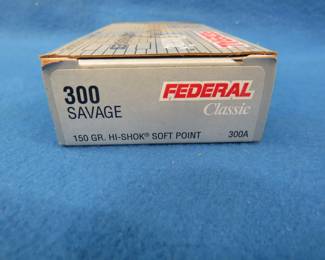 300
SAVAGE
FEDERAL
Classic
150 GR. HI-SHOK® SOFT POINT 300A